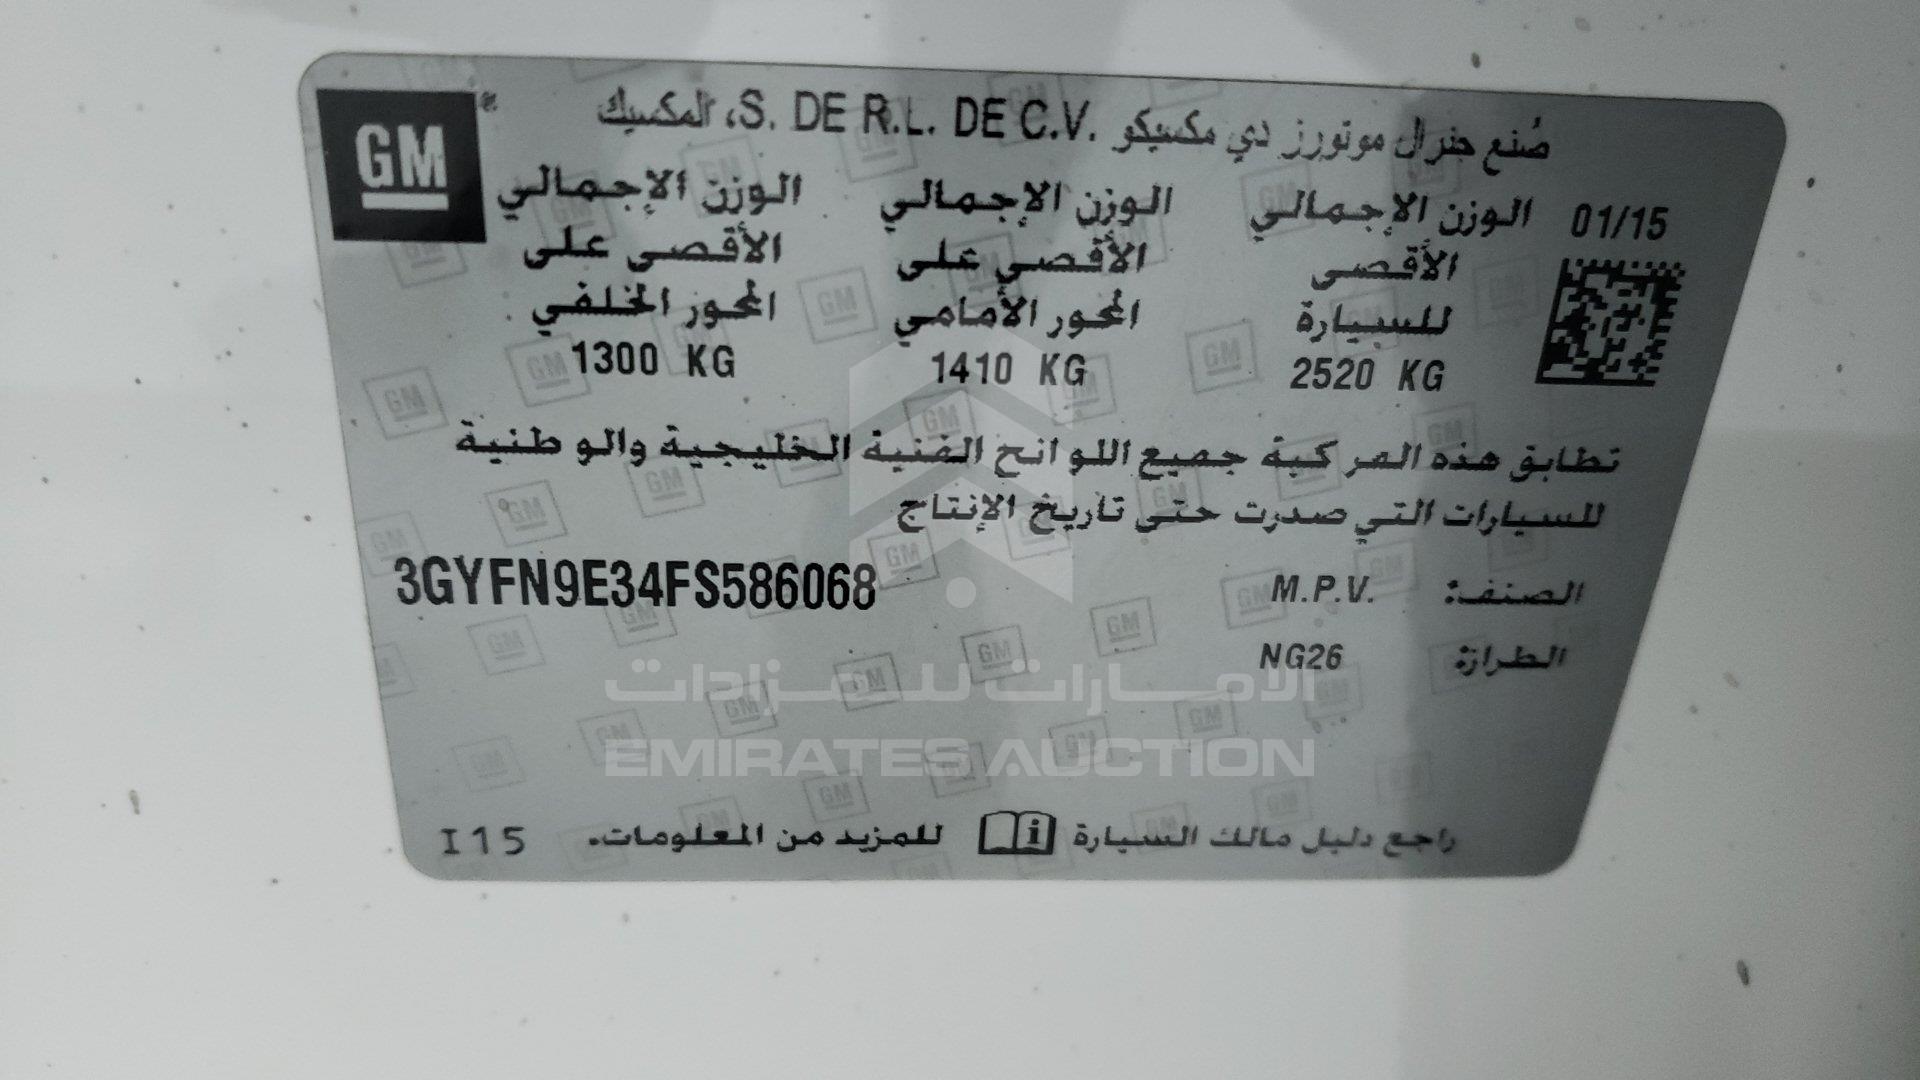 GM
صُنع جنرال موتورز دي مكسيكو S. DE R.L. DE C.V.، المكسيك
01/15
الوزن الإجمالي الأقصى للسيارة
2520 KG
الوزن الإجمالي الأقصى على المحور الأمامي
1410 KG
الوزن الإجمالي الأقصى على المحور الخلفي
1300 KG
تطابق هذه المركبة جميع اللوائح الفنية الخليجية والوطنية
للسيارات التي صدرت حتى تاريخ الإنتاج
3GYFN9E34FS586068
الصنف: M.P.V.
الطراز: NG26
الامارات للمزادات
EMIRATES AUCTION
راجع دليل مالك السيارة للمزيد من المعلومات.
I15